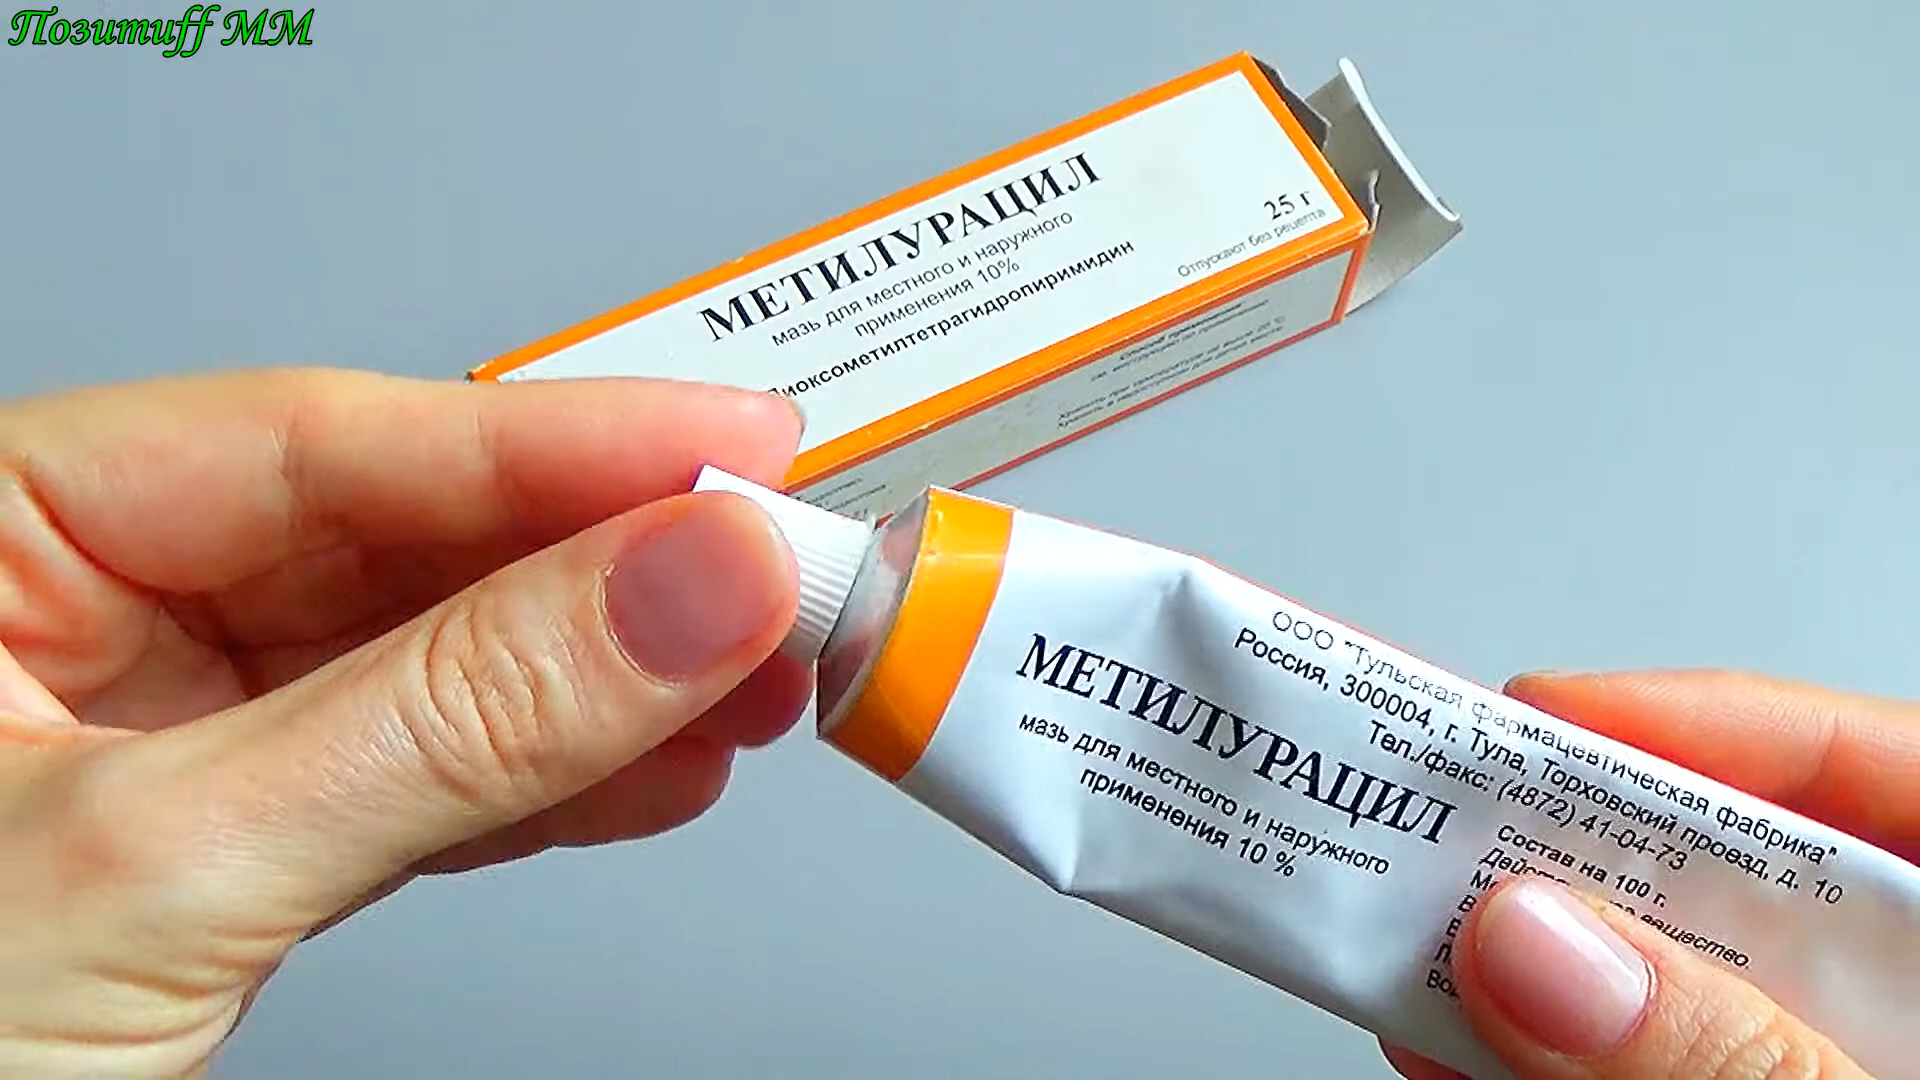 Позитиff ММ
МЕТИЛУРАЦИЛ
мазь для местного и наружного
применения 10%
Диоксометилтетрагидропиримидин
25 г
Отпускают без рецепта
ООО "Тульская фармацевтическая фабрика"
Россия, 300004, г. Тула, Торховский проезд, д. 10
Тел./факс: (4872) 41-04-73
МЕТИЛУРАЦИЛ
мазь для местного и наружного
применения 10 %
Состав на 100 г.